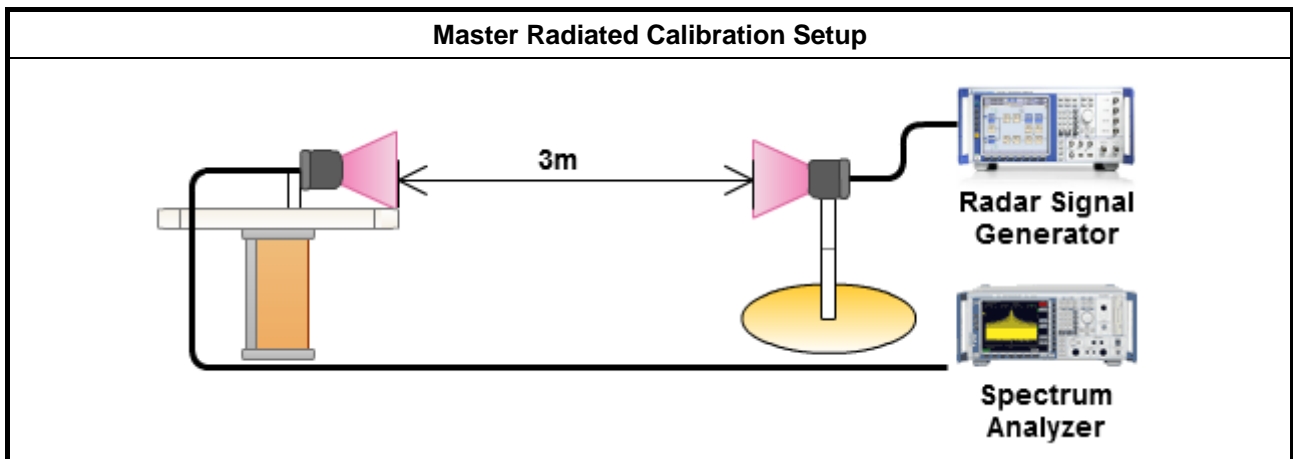 Master Radiated Calibration Setup
3m
Radar Signal
Generator
Spectrum
Analyzer